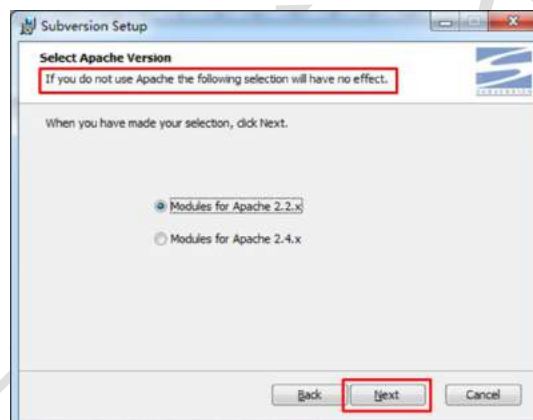 Subversion Setup
Select Apache Version
If you do not use Apache the following selection will have no effect.
When you have made your selection, click Next.
Modules for Apache 2.2.x
Modules for Apache 2.4.x
Back
Next
Cancel
SUBVERSION